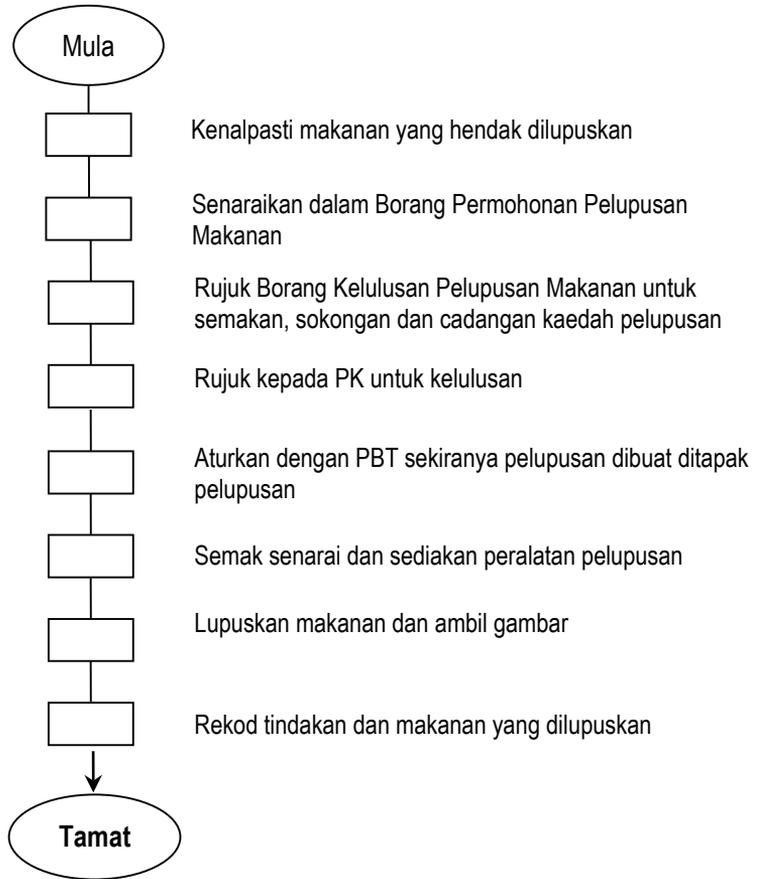 Mula
Kenalpasti makanan yang hendak dilupuskan
Senaraikan dalam Borang Permohonan Pelupusan
Makanan
Rujuk Borang Kelulusan Pelupusan Makanan untuk
semakan, sokongan dan cadangan kaedah pelupusan
Rujuk kepada PK untuk kelulusan
Aturkan dengan PBT sekiranya pelupusan dibuat ditapak
pelupusan
Semak senarai dan sediakan peralatan pelupusan
Lupuskan makanan dan ambil gambar
Rekod tindakan dan makanan yang dilupuskan
Tamat